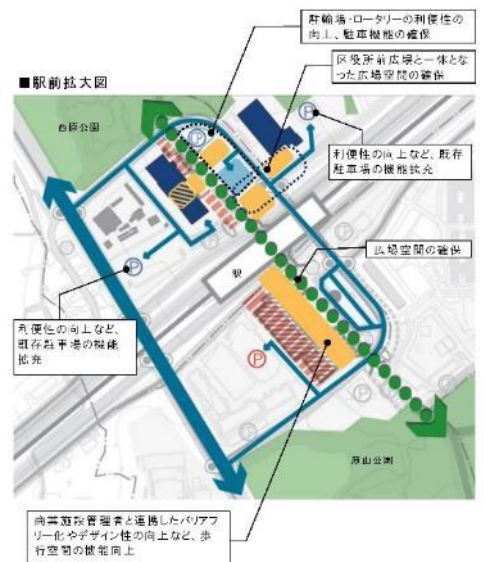 駐輪場・ロータリーの利便性の
向上、駐車機能の確保
区役所前広場と一体とな
った広場空間の確保
■駅前拡大図
西原公園
P
P
利便性の向上など、既存
駐車場の機能拡充
広場空間の確保
P
駅
利便性の向上など、
既存駐車場の機能
拡充
P
原山公園
商業施設管理者と連携したバリアフ
リー化やデザイン性の向上など、歩
行空間の機能向上